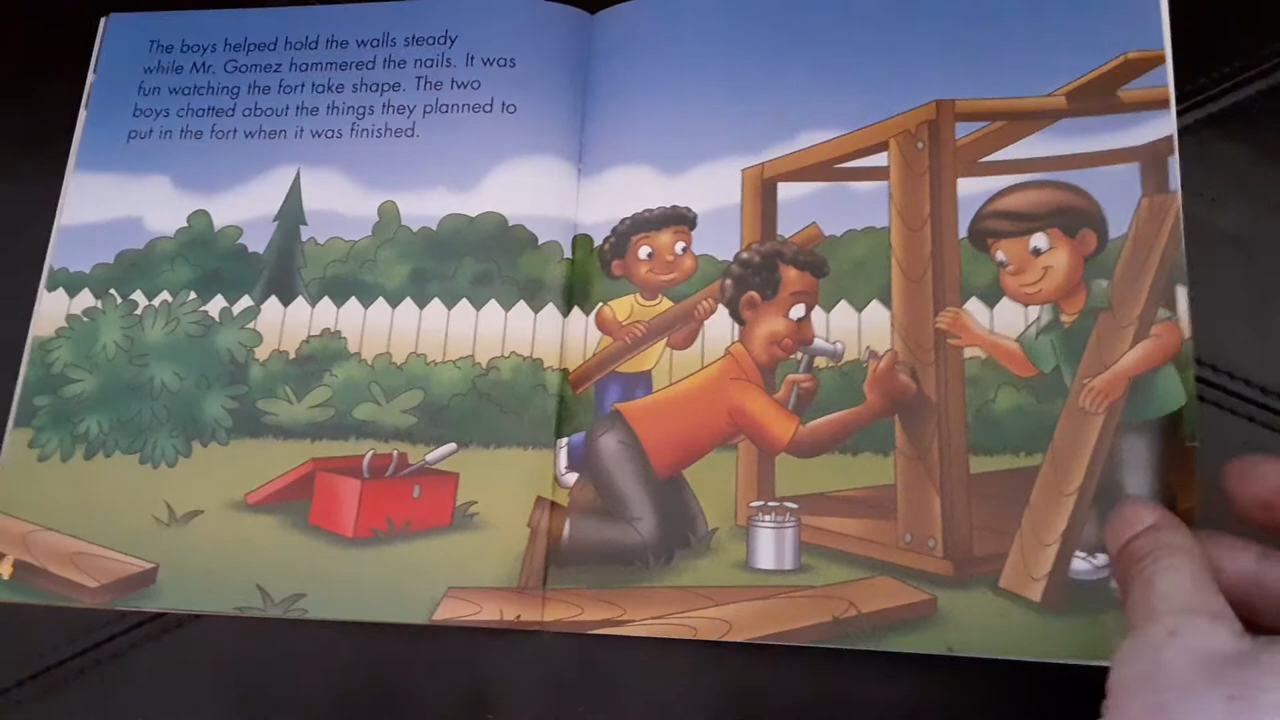 The boys helped hold the walls steady
while Mr. Gomez hammered the nails. It was
fun watching the fort take shape. The two
boys chatted about the things they planned to
put in the fort when it was finished.